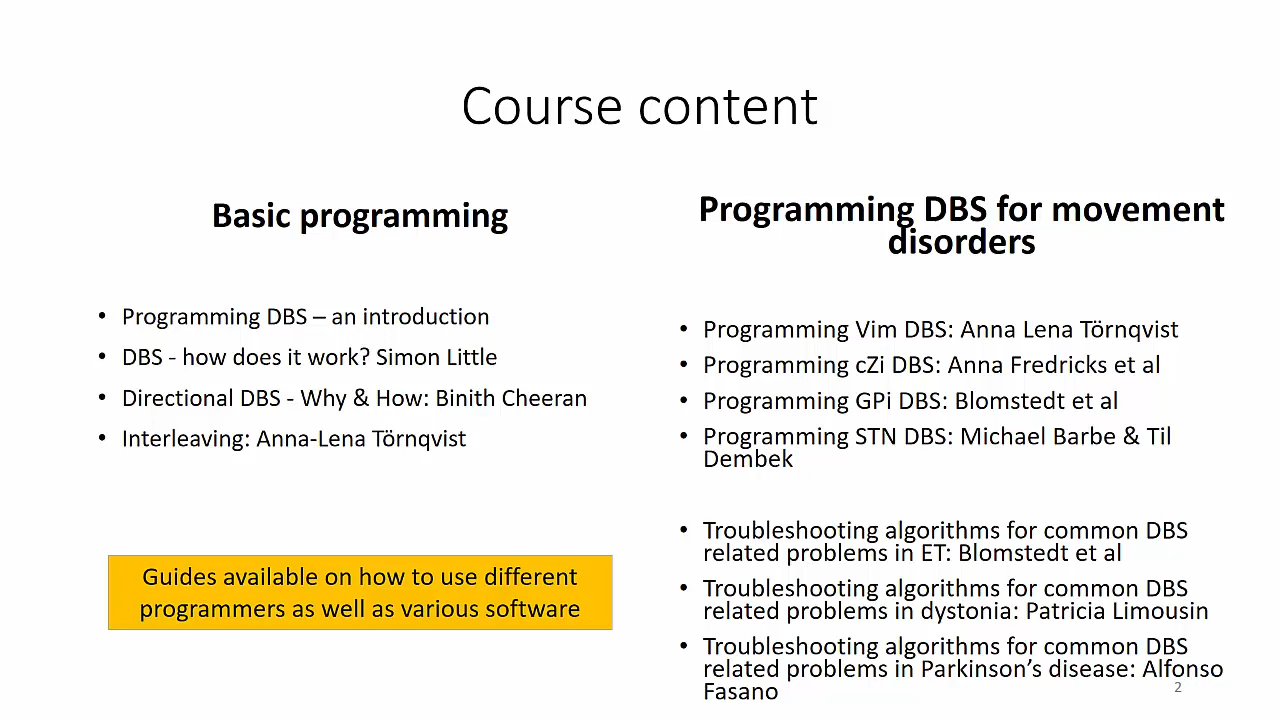 Course content
Basic programming
• Programming DBS – an introduction
• DBS - how does it work? Simon Little
• Directional DBS - Why & How: Binith Cheeran
• Interleaving: Anna-Lena Törnqvist
Guides available on how to use different
programmers as well as various software
Programming DBS for movement
disorders
• Programming Vim DBS: Anna Lena Törnqvist
• Programming cZi DBS: Anna Fredricks et al
• Programming GPi DBS: Blomstedt et al
• Programming STN DBS: Michael Barbe & Til
Dembek
• Troubleshooting algorithms for common DBS
related problems in ET: Blomstedt et al
• Troubleshooting algorithms for common DBS
related problems in dystonia: Patricia Limousin
• Troubleshooting algorithms for common DBS
related problems in Parkinson’s disease: Alfonso
Fasano
2